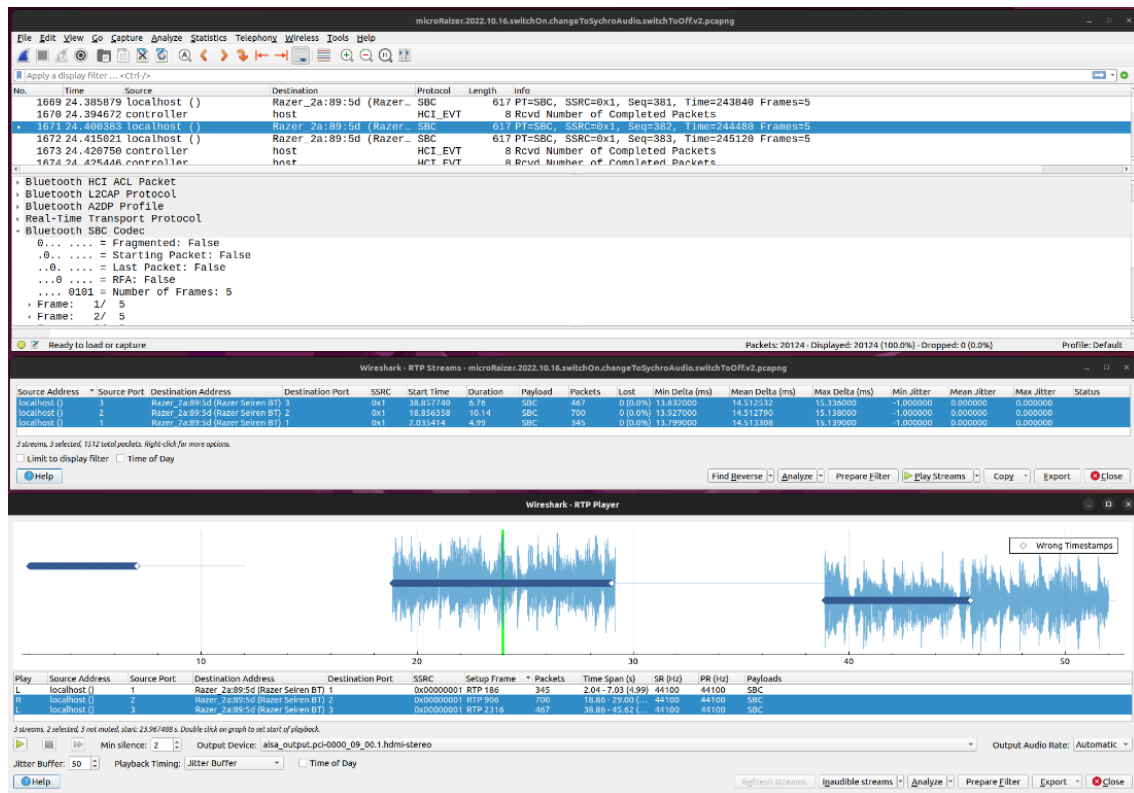 microRaizer.2022.10.16.switchOn.changeToSychroAudio.switchToOff.v2.pcapng
File Edit View Go Capture Analyze Statistics Telephony Wireless Tools Help
Apply a display filter ... <Ctrl-/>
No. Time Source Destination Protocol Length Info
1669 24.385879 localhost () Razer_2a:89:5d (Razer… SBC 617 PT=SBC, SSRC=0x1, Seq=381, Time=243840 Frames=5
1670 24.394672 controller host HCI_EVT 8 Rcvd Number of Completed Packets
1671 24.400383 localhost () Razer_2a:89:5d (Razer… SBC 617 PT=SBC, SSRC=0x1, Seq=382, Time=244480 Frames=5
1672 24.415021 localhost () Razer_2a:89:5d (Razer… SBC 617 PT=SBC, SSRC=0x1, Seq=383, Time=245120 Frames=5
1673 24.420750 controller host HCI_EVT 8 Rcvd Number of Completed Packets
1674 24.425446 controller host HCI_EVT 8 Rcvd Number of Completed Packets
Bluetooth HCI ACL Packet
Bluetooth L2CAP Protocol
Bluetooth A2DP Profile
Real-Time Transport Protocol
Bluetooth SBC Codec
0... .... = Fragmented: False
.0.. .... = Starting Packet: False
..0. .... = Last Packet: False
...0 .... = RFA: False
.... 0101 = Number of Frames: 5
Frame: 1/ 5
Frame: 2/ 5
Ready to load or capture Packets: 20124 · Displayed: 20124 (100.0%) · Dropped: 0 (0.0%) Profile: Default
Wireshark · RTP Streams · microRaizer.2022.10.16.switchOn.changeToSychroAudio.switchToOff.v2.pcapng
Source Address Source Port Destination Address Destination Port SSRC Start Time Duration Payload Packets Lost Min Delta (ms) Mean Delta (ms) Max Delta (ms) Min Jitter Mean Jitter Max Jitter Status
localhost () 3 Razer_2a:89:5d (Razer Seiren BT) 3 0x1 38.857740 6.76 SBC 467 0 (0.0%) 13.832000 14.512532 15.336000 -1.000000 0.000000 0.000000
localhost () 2 Razer_2a:89:5d (Razer Seiren BT) 2 0x1 18.856358 10.14 SBC 700 0 (0.0%) 13.927000 14.512790 15.138000 -1.000000 0.000000 0.000000
localhost () 1 Razer_2a:89:5d (Razer Seiren BT) 1 0x1 2.035414 4.99 SBC 345 0 (0.0%) 13.799000 14.513308 15.139000 -1.000000 0.000000 0.000000
3 streams, 3 selected, 1512 total packets. Right-click for more options.
Limit to display filter Time of Day
Help Find Reverse Analyze Prepare Filter Play Streams Copy Export Close
Wireshark · RTP Player
Wrong Timestamps
10 20 30 40 50
Play Source Address Source Port Destination Address Destination Port SSRC Setup Frame Packets Time Span (s) SR (Hz) PR (Hz) Payloads
L localhost () 1 Razer_2a:89:5d (Razer Seiren BT) 1 0x00000001 RTP 186 345 2.04 - 7.03 (4.99) 44100 44100 SBC
R localhost () 2 Razer_2a:89:5d (Razer Seiren BT) 2 0x00000001 RTP 906 700 18.86 - 29.00 (... 44100 44100 SBC
L localhost () 3 Razer_2a:89:5d (Razer Seiren BT) 3 0x00000001 RTP 2316 467 38.86 - 45.62 (... 44100 44100 SBC
3 streams, 2 selected, 3 not muted, start: 23.967488 s. Double click on graph to set start of playback.
Min silence: 2 Output Device: alsa_output.pci-0000_09_00.1.hdmi-stereo Output Audio Rate: Automatic
Jitter Buffer: 50 Playback Timing: Jitter Buffer Time of Day
Help Refresh streams Inaudible streams Analyze Prepare Filter Export Close